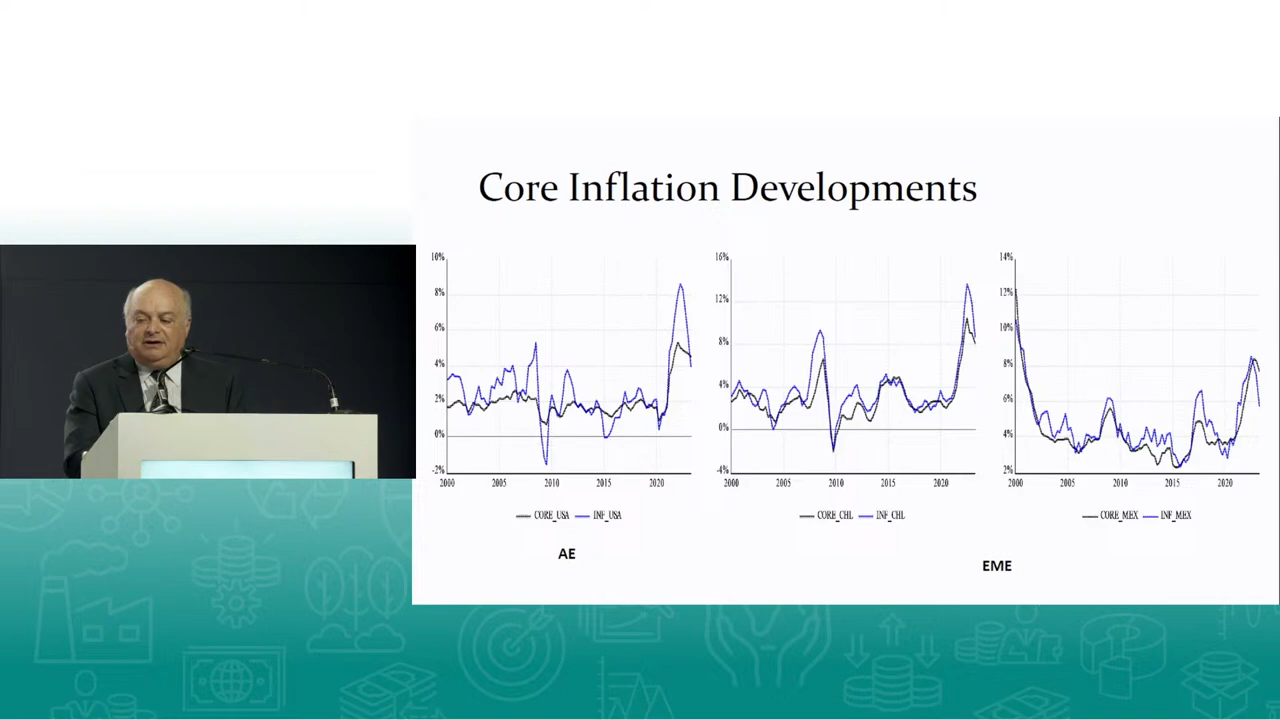 Core Inflation Developments
10%
8%
6%
4%
2%
0%
-2%
2000 2005 2010 2015 2020
CORE_USA INF_USA
AE
16%
12%
8%
4%
0%
-4%
2000 2005 2010 2015 2020
CORE_CHL INF_CHL
14%
12%
10%
8%
6%
4%
2%
2000 2005 2010 2015 2020
CORE_MEX INF_MEX
EME